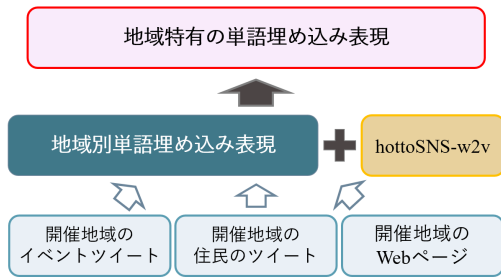 地域特有の単語埋め込み表現
地域別単語埋め込み表現
hottoSNS-w2v
開催地域の
イベントツイート
開催地域の
住民のツイート
開催地域の
Webページ